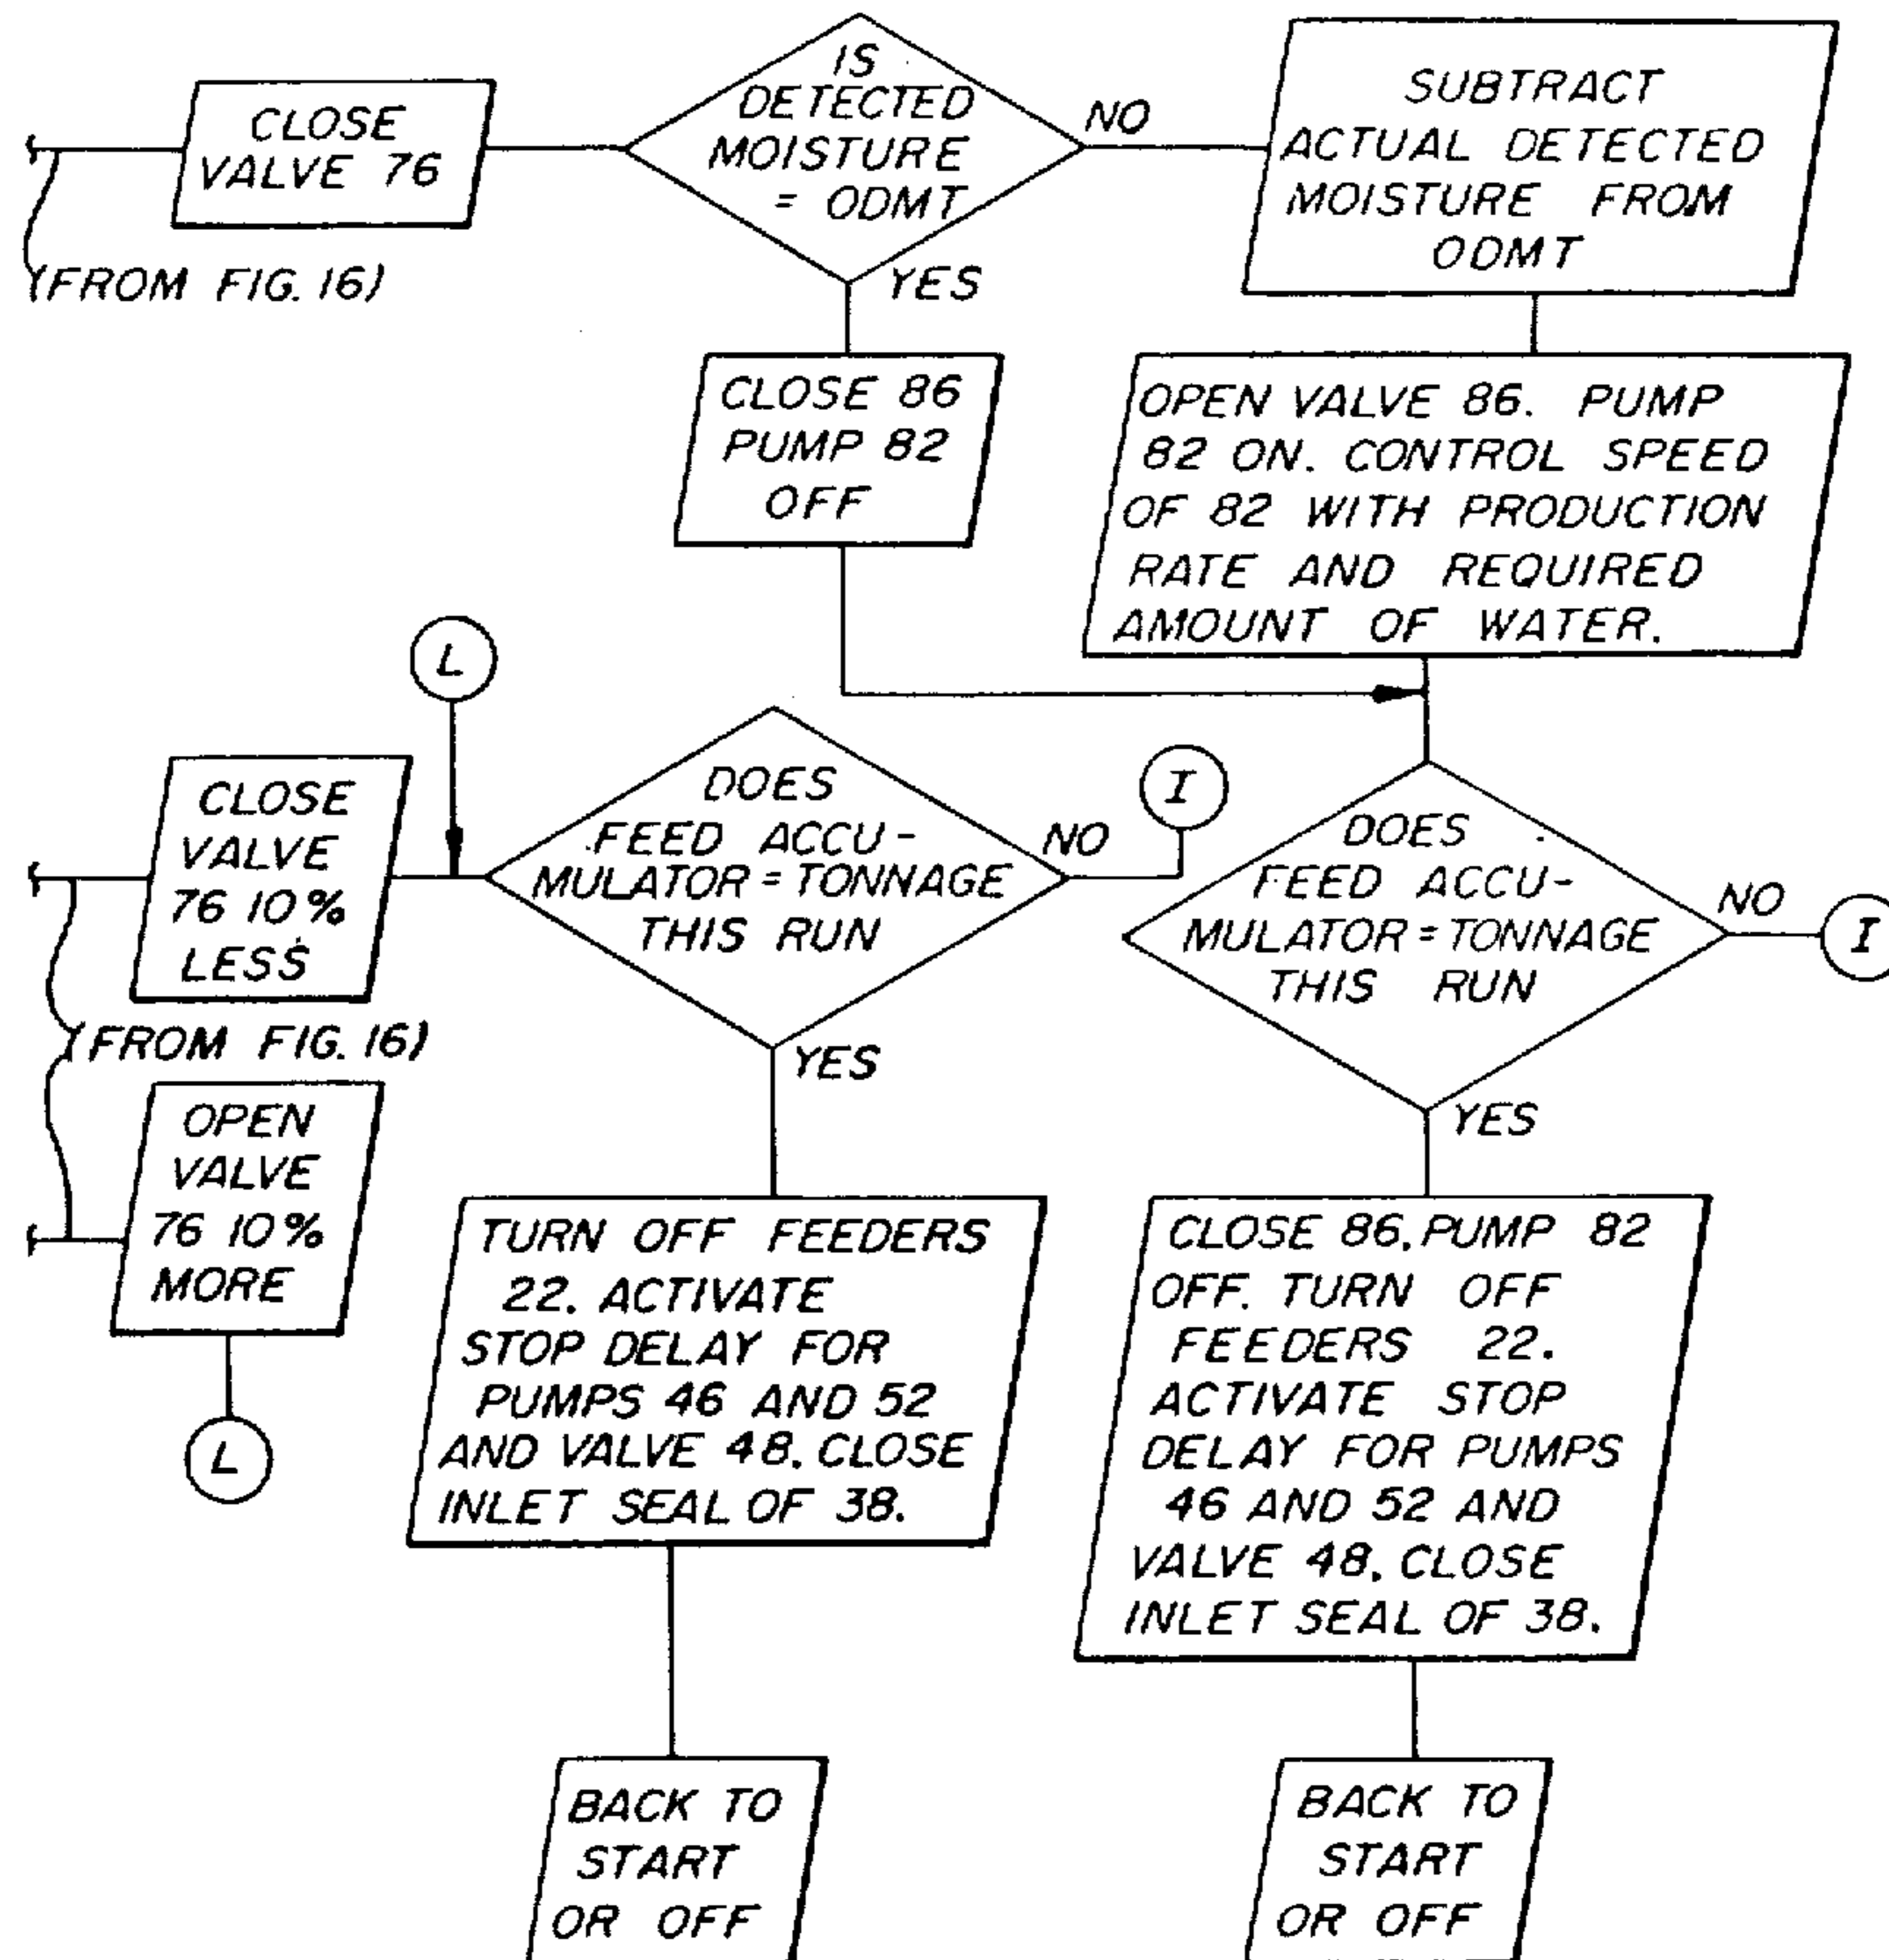 CLOSE
VALVE 76
(FROM FIG. 16)
IS
DETECTED
MOISTURE
= ODMT
NO
YES
SUBTRACT
ACTUAL DETECTED
MOISTURE FROM
ODMT
CLOSE 86
PUMP 82
OFF
OPEN VALVE 86. PUMP
82 ON. CONTROL SPEED
OF 82 WITH PRODUCTION
RATE AND REQUIRED
AMOUNT OF WATER.
L
CLOSE
VALVE
76 10%
LESS
DOES
FEED ACCU-
MULATOR = TONNAGE
THIS RUN
NO
I
YES
DOES
FEED ACCU-
MULATOR = TONNAGE
THIS RUN
NO
I
YES
(FROM FIG. 16)
OPEN
VALVE
76 10%
MORE
L
TURN OFF FEEDERS
22. ACTIVATE
STOP DELAY FOR
PUMPS 46 AND 52
AND VALVE 48. CLOSE
INLET SEAL OF 38.
CLOSE 86. PUMP 82
OFF. TURN OFF
FEEDERS 22.
ACTIVATE STOP
DELAY FOR PUMPS
46 AND 52 AND
VALVE 48. CLOSE
INLET SEAL OF 38.
BACK TO
START
OR OFF
BACK TO
START
OR OFF